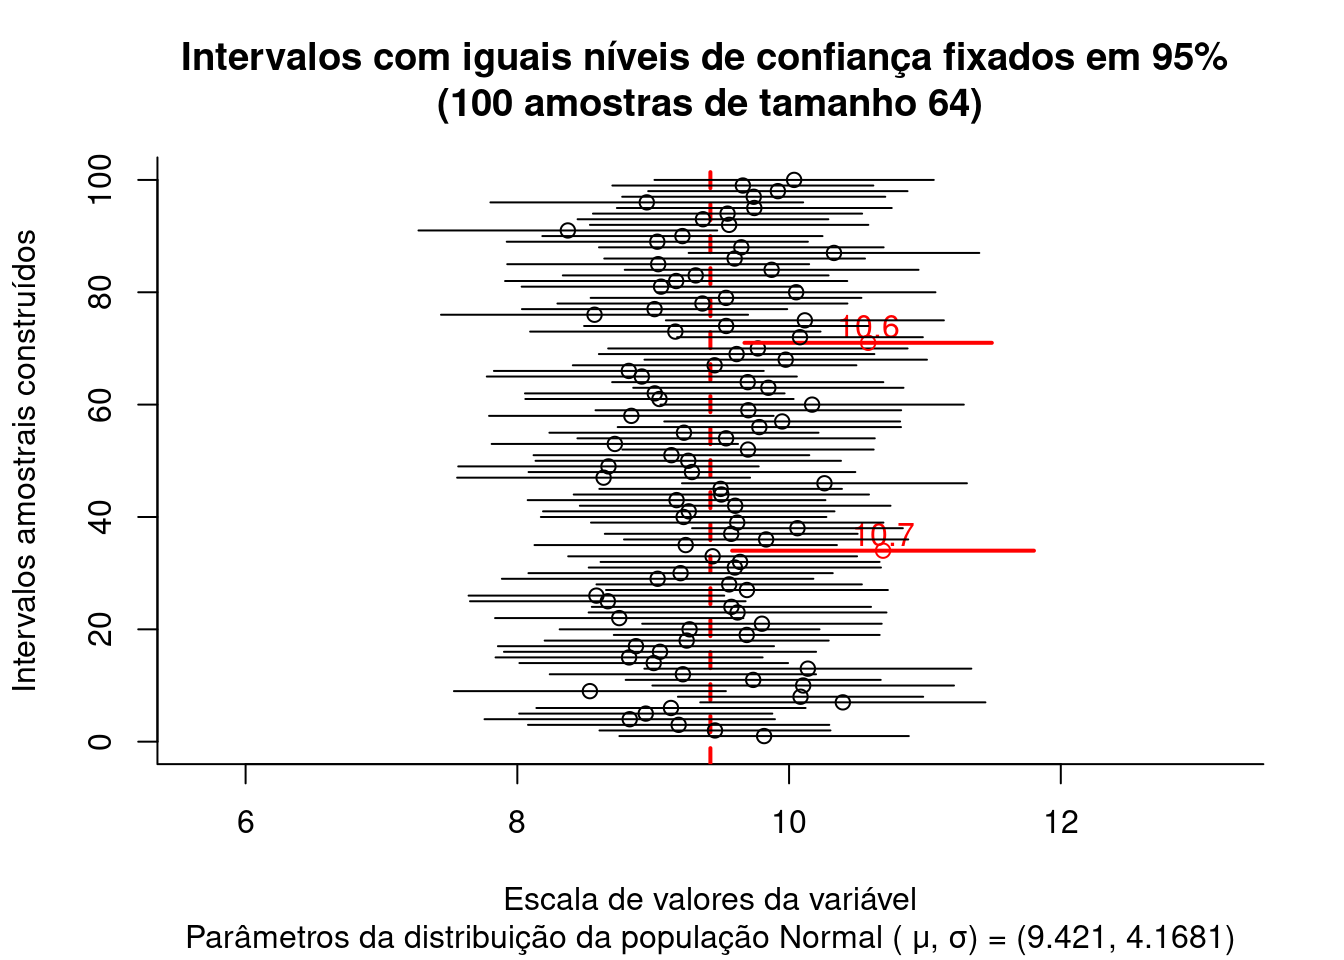 Intervalos com iguais níveis de confiança fixados em 95%
(100 amostras de tamanho 64)
Intervalos amostrais construídos
100
80
60
40
20
0
10.6
10.7
6 8 10 12
Escala de valores da variável
Parâmetros da distribuição da população Normal ( μ, σ) = (9.421, 4.1681)